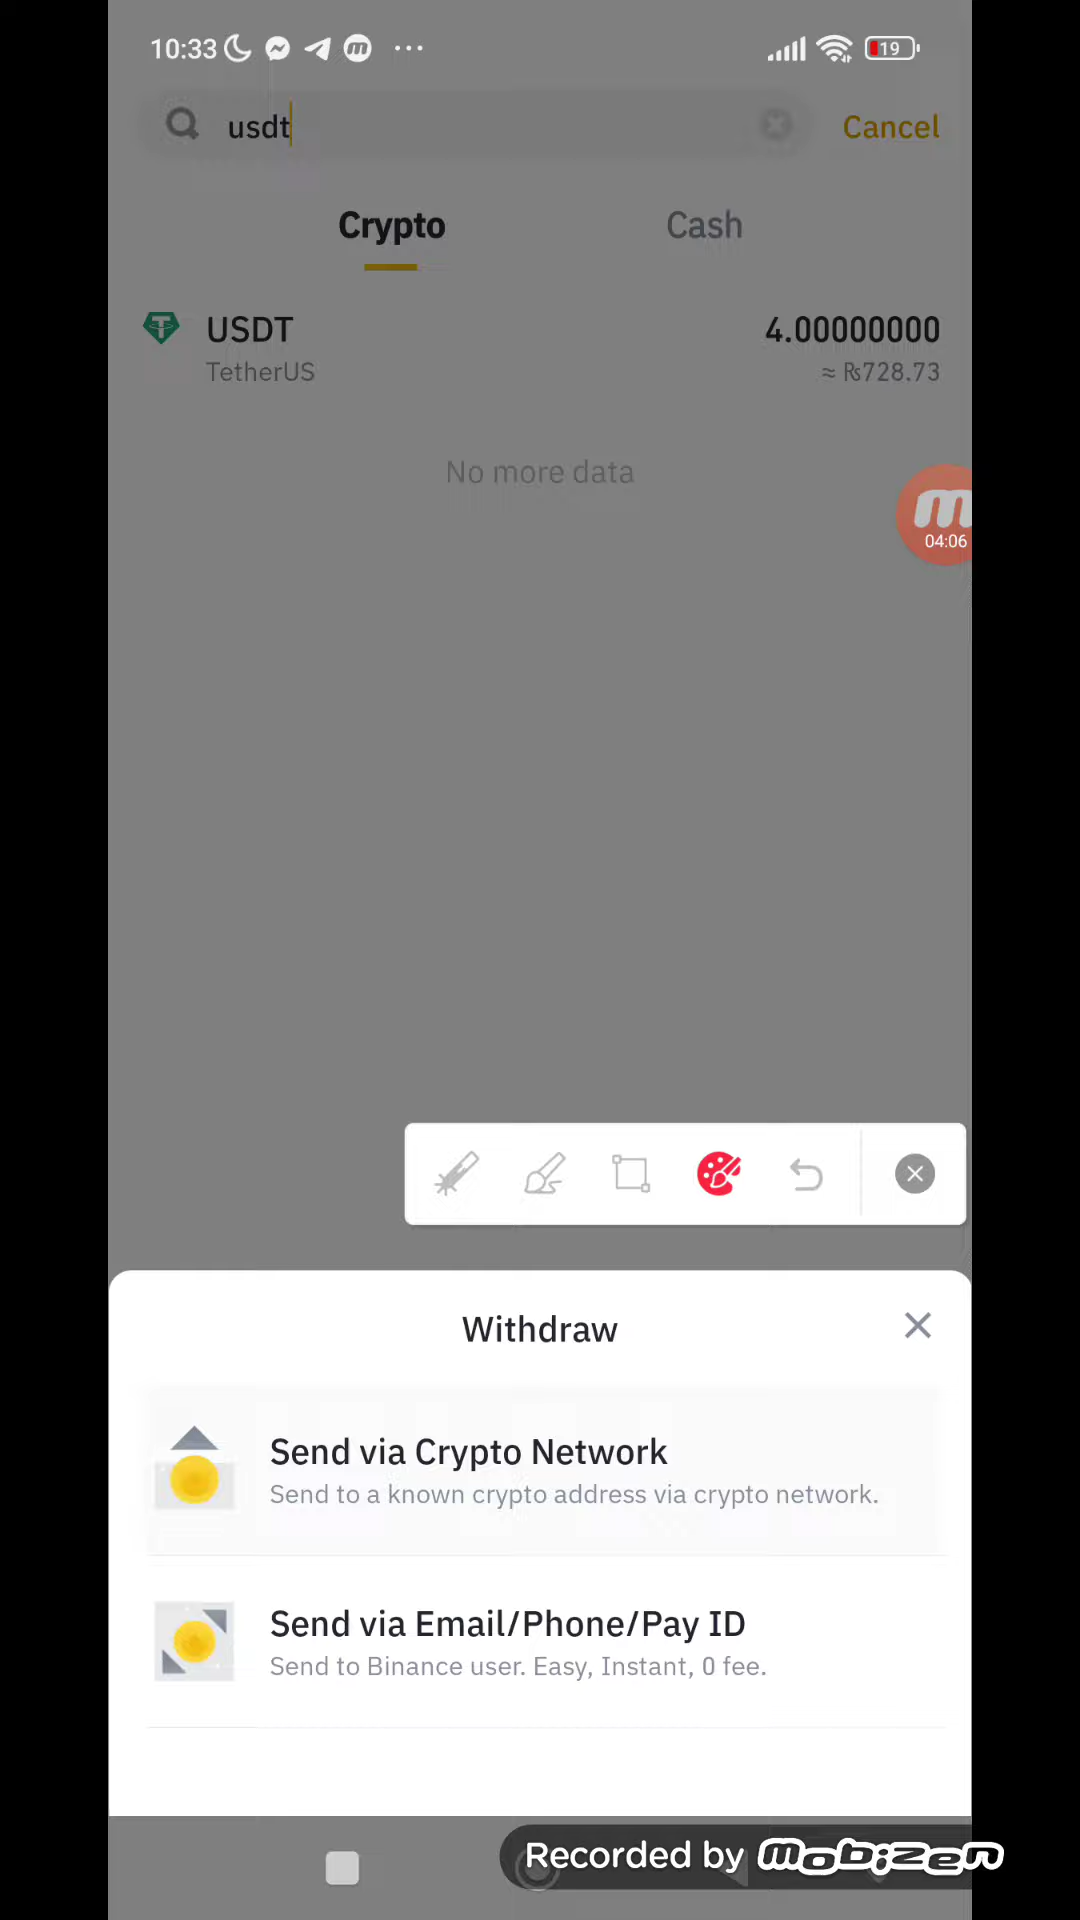 10:33 ... 19
usdt Cancel
Crypto Cash
USDT 4.00000000
TetherUS ≈ ₨728.73
No more data
m
04:06
Withdraw
Send via Crypto Network
Send to a known crypto address via crypto network.
Send via Email/Phone/Pay ID
Send to Binance user. Easy, Instant, 0 fee.
Recorded by mobizen